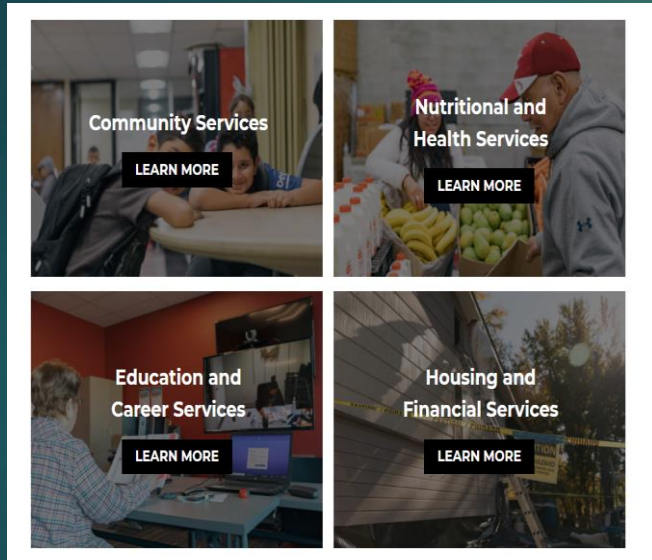 Community Services
LEARN MORE
Nutritional and
Health Services
LEARN MORE
Education and
Career Services
LEARN MORE
Housing and
Financial Services
LEARN MORE